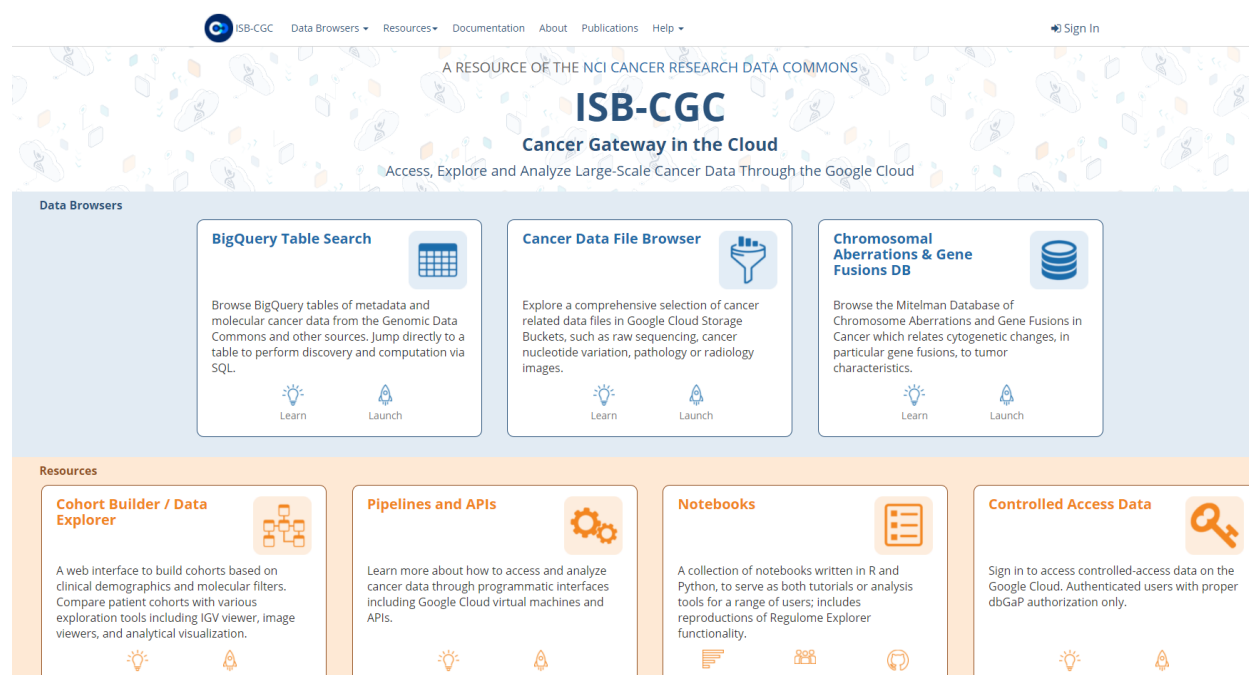 ISB-CGC Data Browsers Resources Documentation About Publications Help Sign In
A RESOURCE OF THE NCI CANCER RESEARCH DATA COMMONS
ISB-CGC
Cancer Gateway in the Cloud
Access, Explore and Analyze Large-Scale Cancer Data Through the Google Cloud
Data Browsers
BigQuery Table Search
Browse BigQuery tables of metadata and
molecular cancer data from the Genomic Data
Commons and other sources. Jump directly to a
table to perform discovery and computation via
SQL.
Learn Launch
Cancer Data File Browser
Explore a comprehensive selection of cancer
related data files in Google Cloud Storage
Buckets, such as raw sequencing, cancer
nucleotide variation, pathology or radiology
images.
Learn Launch
Chromosomal
Aberrations & Gene
Fusions DB
Browse the Mitelman Database of
Chromosome Aberrations and Gene Fusions in
Cancer which relates cytogenetic changes, in
particular gene fusions, to tumor
characteristics.
Learn Launch
Resources
Cohort Builder / Data
Explorer
A web interface to build cohorts based on
clinical demographics and molecular filters.
Compare patient cohorts with various
exploration tools including IGV viewer, image
viewers, and analytical visualization.
Pipelines and APIs
Learn more about how to access and analyze
cancer data through programmatic interfaces
including Google Cloud virtual machines and
APIs.
Notebooks
A collection of notebooks written in R and
Python, to serve as both tutorials or analysis
tools for a range of users; includes
reproductions of Regulome Explorer
functionality.
Controlled Access Data
Sign in to access controlled-access data on the
Google Cloud. Authenticated users with proper
dbGaP authorization only.